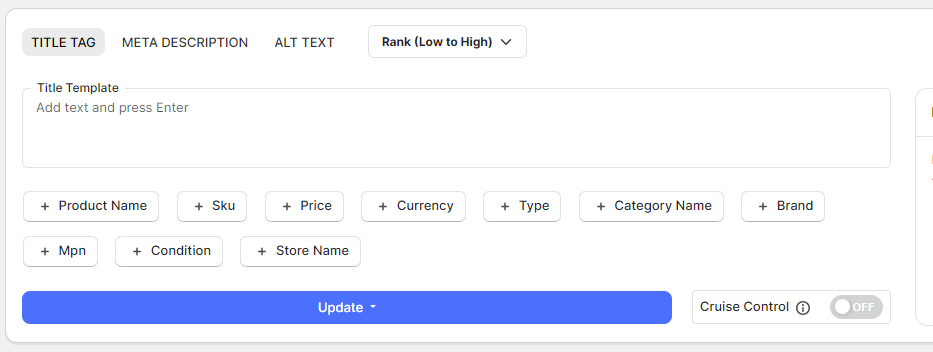 TITLE TAG META DESCRIPTION ALT TEXT Rank (Low to High)
Title Template
Add text and press Enter
+ Product Name + Sku + Price + Currency + Type + Category Name + Brand
+ Mpn + Condition + Store Name
Update Cruise Control OFF